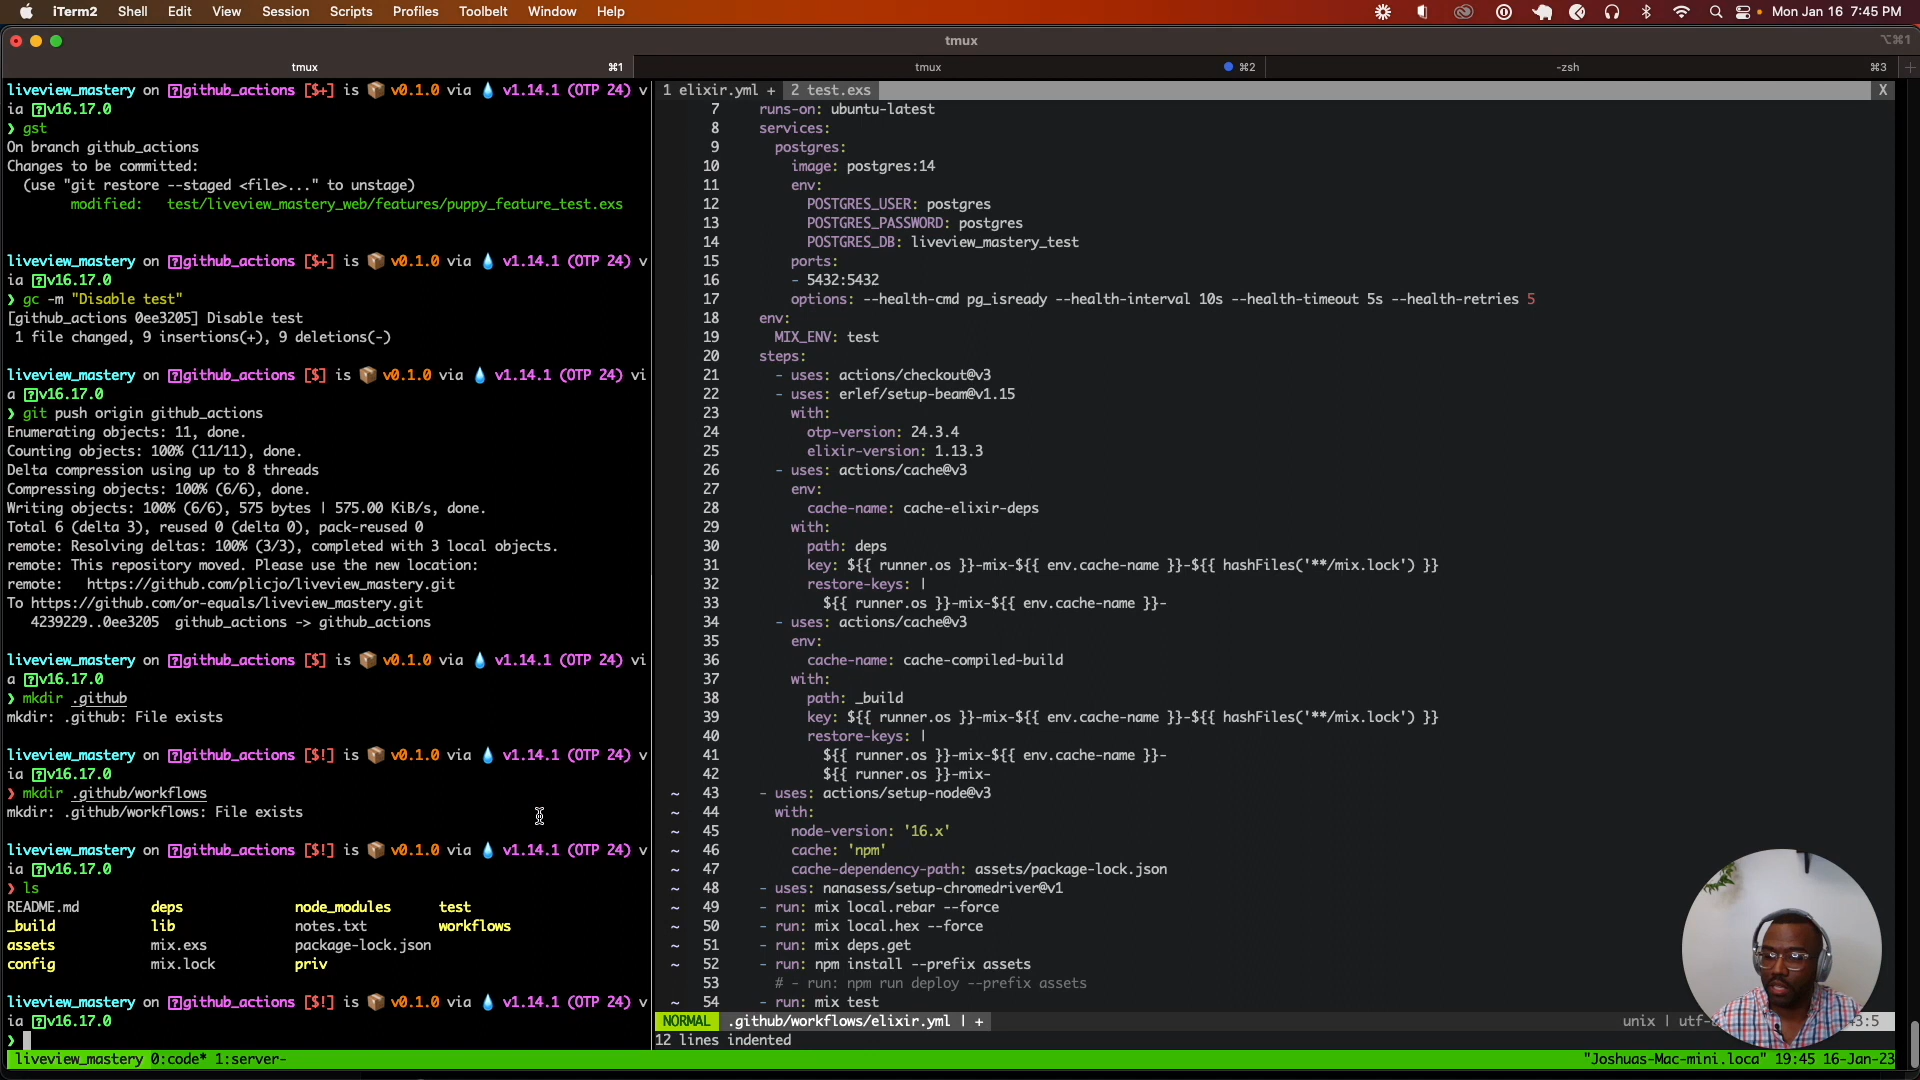 iTerm2 Shell Edit View Session Scripts Profiles Toolbelt Window Help Mon Jan 16 7:45 PM
tmux ⌥⌘1
tmux ⌘1 tmux ⌘2 -zsh ⌘3
liveview_mastery on github_actions [$+] is 📦 v0.1.0 via 💧 v1.14.1 (OTP 24) v
ia v16.17.0
❯ gst
On branch github_actions
Changes to be committed:
(use "git restore --staged <file>..." to unstage)
modified: test/liveview_mastery_web/features/puppy_feature_test.exs
liveview_mastery on github_actions [$+] is 📦 v0.1.0 via 💧 v1.14.1 (OTP 24) v
ia v16.17.0
❯ gc -m "Disable test"
[github_actions 0ee3205] Disable test
1 file changed, 9 insertions(+), 9 deletions(-)
liveview_mastery on github_actions [$] is 📦 v0.1.0 via 💧 v1.14.1 (OTP 24) vi
a v16.17.0
❯ git push origin github_actions
Enumerating objects: 11, done.
Counting objects: 100% (11/11), done.
Delta compression using up to 8 threads
Compressing objects: 100% (6/6), done.
Writing objects: 100% (6/6), 575 bytes | 575.00 KiB/s, done.
Total 6 (delta 3), reused 0 (delta 0), pack-reused 0
remote: Resolving deltas: 100% (3/3), completed with 3 local objects.
remote: This repository moved. Please use the new location:
remote: https://github.com/plicjo/liveview_mastery.git
To https://github.com/or-equals/liveview_mastery.git
4239229..0ee3205 github_actions -> github_actions
liveview_mastery on github_actions [$] is 📦 v0.1.0 via 💧 v1.14.1 (OTP 24) vi
a v16.17.0
❯ mkdir .github
mkdir: .github: File exists
liveview_mastery on github_actions [$!] is 📦 v0.1.0 via 💧 v1.14.1 (OTP 24) v
ia v16.17.0
❯ mkdir .github/workflows
mkdir: .github/workflows: File exists
liveview_mastery on github_actions [$!] is 📦 v0.1.0 via 💧 v1.14.1 (OTP 24) v
ia v16.17.0
❯ ls
README.md deps node_modules test
_build lib notes.txt workflows
assets mix.exs package-lock.json
config mix.lock priv
liveview_mastery on github_actions [$!] is 📦 v0.1.0 via 💧 v1.14.1 (OTP 24) v
ia v16.17.0
❯
1 elixir.yml + 2 test.exs X
7 runs-on: ubuntu-latest
8 services:
9 postgres:
10 image: postgres:14
11 env:
12 POSTGRES_USER: postgres
13 POSTGRES_PASSWORD: postgres
14 POSTGRES_DB: liveview_mastery_test
15 ports:
16 - 5432:5432
17 options: --health-cmd pg_isready --health-interval 10s --health-timeout 5s --health-retries 5
18 env:
19 MIX_ENV: test
20 steps:
21 - uses: actions/checkout@v3
22 - uses: erlef/setup-beam@v1.15
23 with:
24 otp-version: 24.3.4
25 elixir-version: 1.13.3
26 - uses: actions/cache@v3
27 env:
28 cache-name: cache-elixir-deps
29 with:
30 path: deps
31 key: ${{ runner.os }}-mix-${{ env.cache-name }}-${{ hashFiles('**/mix.lock') }}
32 restore-keys: |
33 ${{ runner.os }}-mix-${{ env.cache-name }}-
34 - uses: actions/cache@v3
35 env:
36 cache-name: cache-compiled-build
37 with:
38 path: _build
39 key: ${{ runner.os }}-mix-${{ env.cache-name }}-${{ hashFiles('**/mix.lock') }}
40 restore-keys: |
41 ${{ runner.os }}-mix-${{ env.cache-name }}-
42 ${{ runner.os }}-mix-
~ 43 - uses: actions/setup-node@v3
~ 44 with:
~ 45 node-version: '16.x'
~ 46 cache: 'npm'
~ 47 cache-dependency-path: assets/package-lock.json
~ 48 - uses: nanasess/setup-chromedriver@v1
~ 49 - run: mix local.rebar --force
~ 50 - run: mix local.hex --force
~ 51 - run: mix deps.get
~ 52 - run: npm install --prefix assets
53 # - run: npm run deploy --prefix assets
~ 54 - run: mix test
NORMAL .github/workflows/elixir.yml | + unix | utf- 3:5
12 lines indented
liveview_mastery 0:code* 1:server- "Joshuas-Mac-mini.loca" 19:45 16-Jan-23